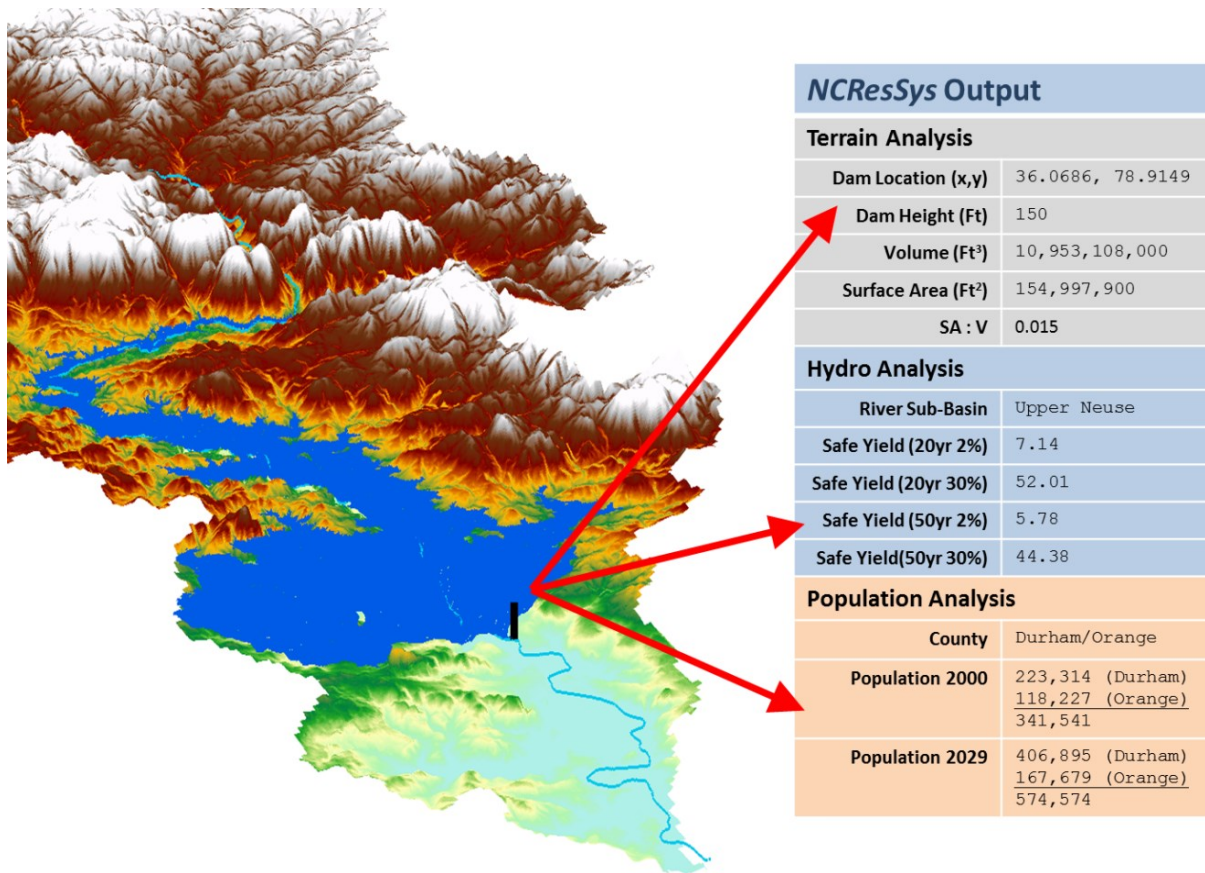 NCResSys Output
Terrain Analysis
Dam Location (x,y) 36.0686, 78.9149
Dam Height (Ft) 150
Volume (Ft³) 10,953,108,000
Surface Area (Ft²) 154,997,900
SA : V 0.015
Hydro Analysis
River Sub-Basin Upper Neuse
Safe Yield (20yr 2%) 7.14
Safe Yield (20yr 30%) 52.01
Safe Yield (50yr 2%) 5.78
Safe Yield(50yr 30%) 44.38
Population Analysis
County Durham/Orange
Population 2000 223,314 (Durham)
118,227 (Orange)
341,541
Population 2029 406,895 (Durham)
167,679 (Orange)
574,574